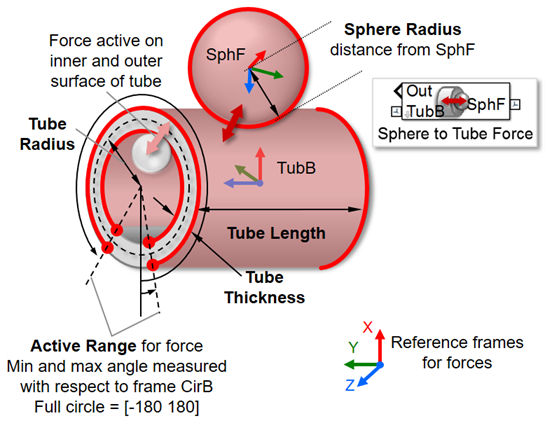 Force active on
inner and outer
surface of tube
SphF
Sphere Radius
distance from SphF
Out
TubB
SphF
Sphere to Tube Force
Tube
Radius
TubB
Tube Length
Tube
Thickness
Active Range for force
Min and max angle measured
with respect to frame CirB
Full circle = [-180 180]
X
Y
Z
Reference frames
for forces